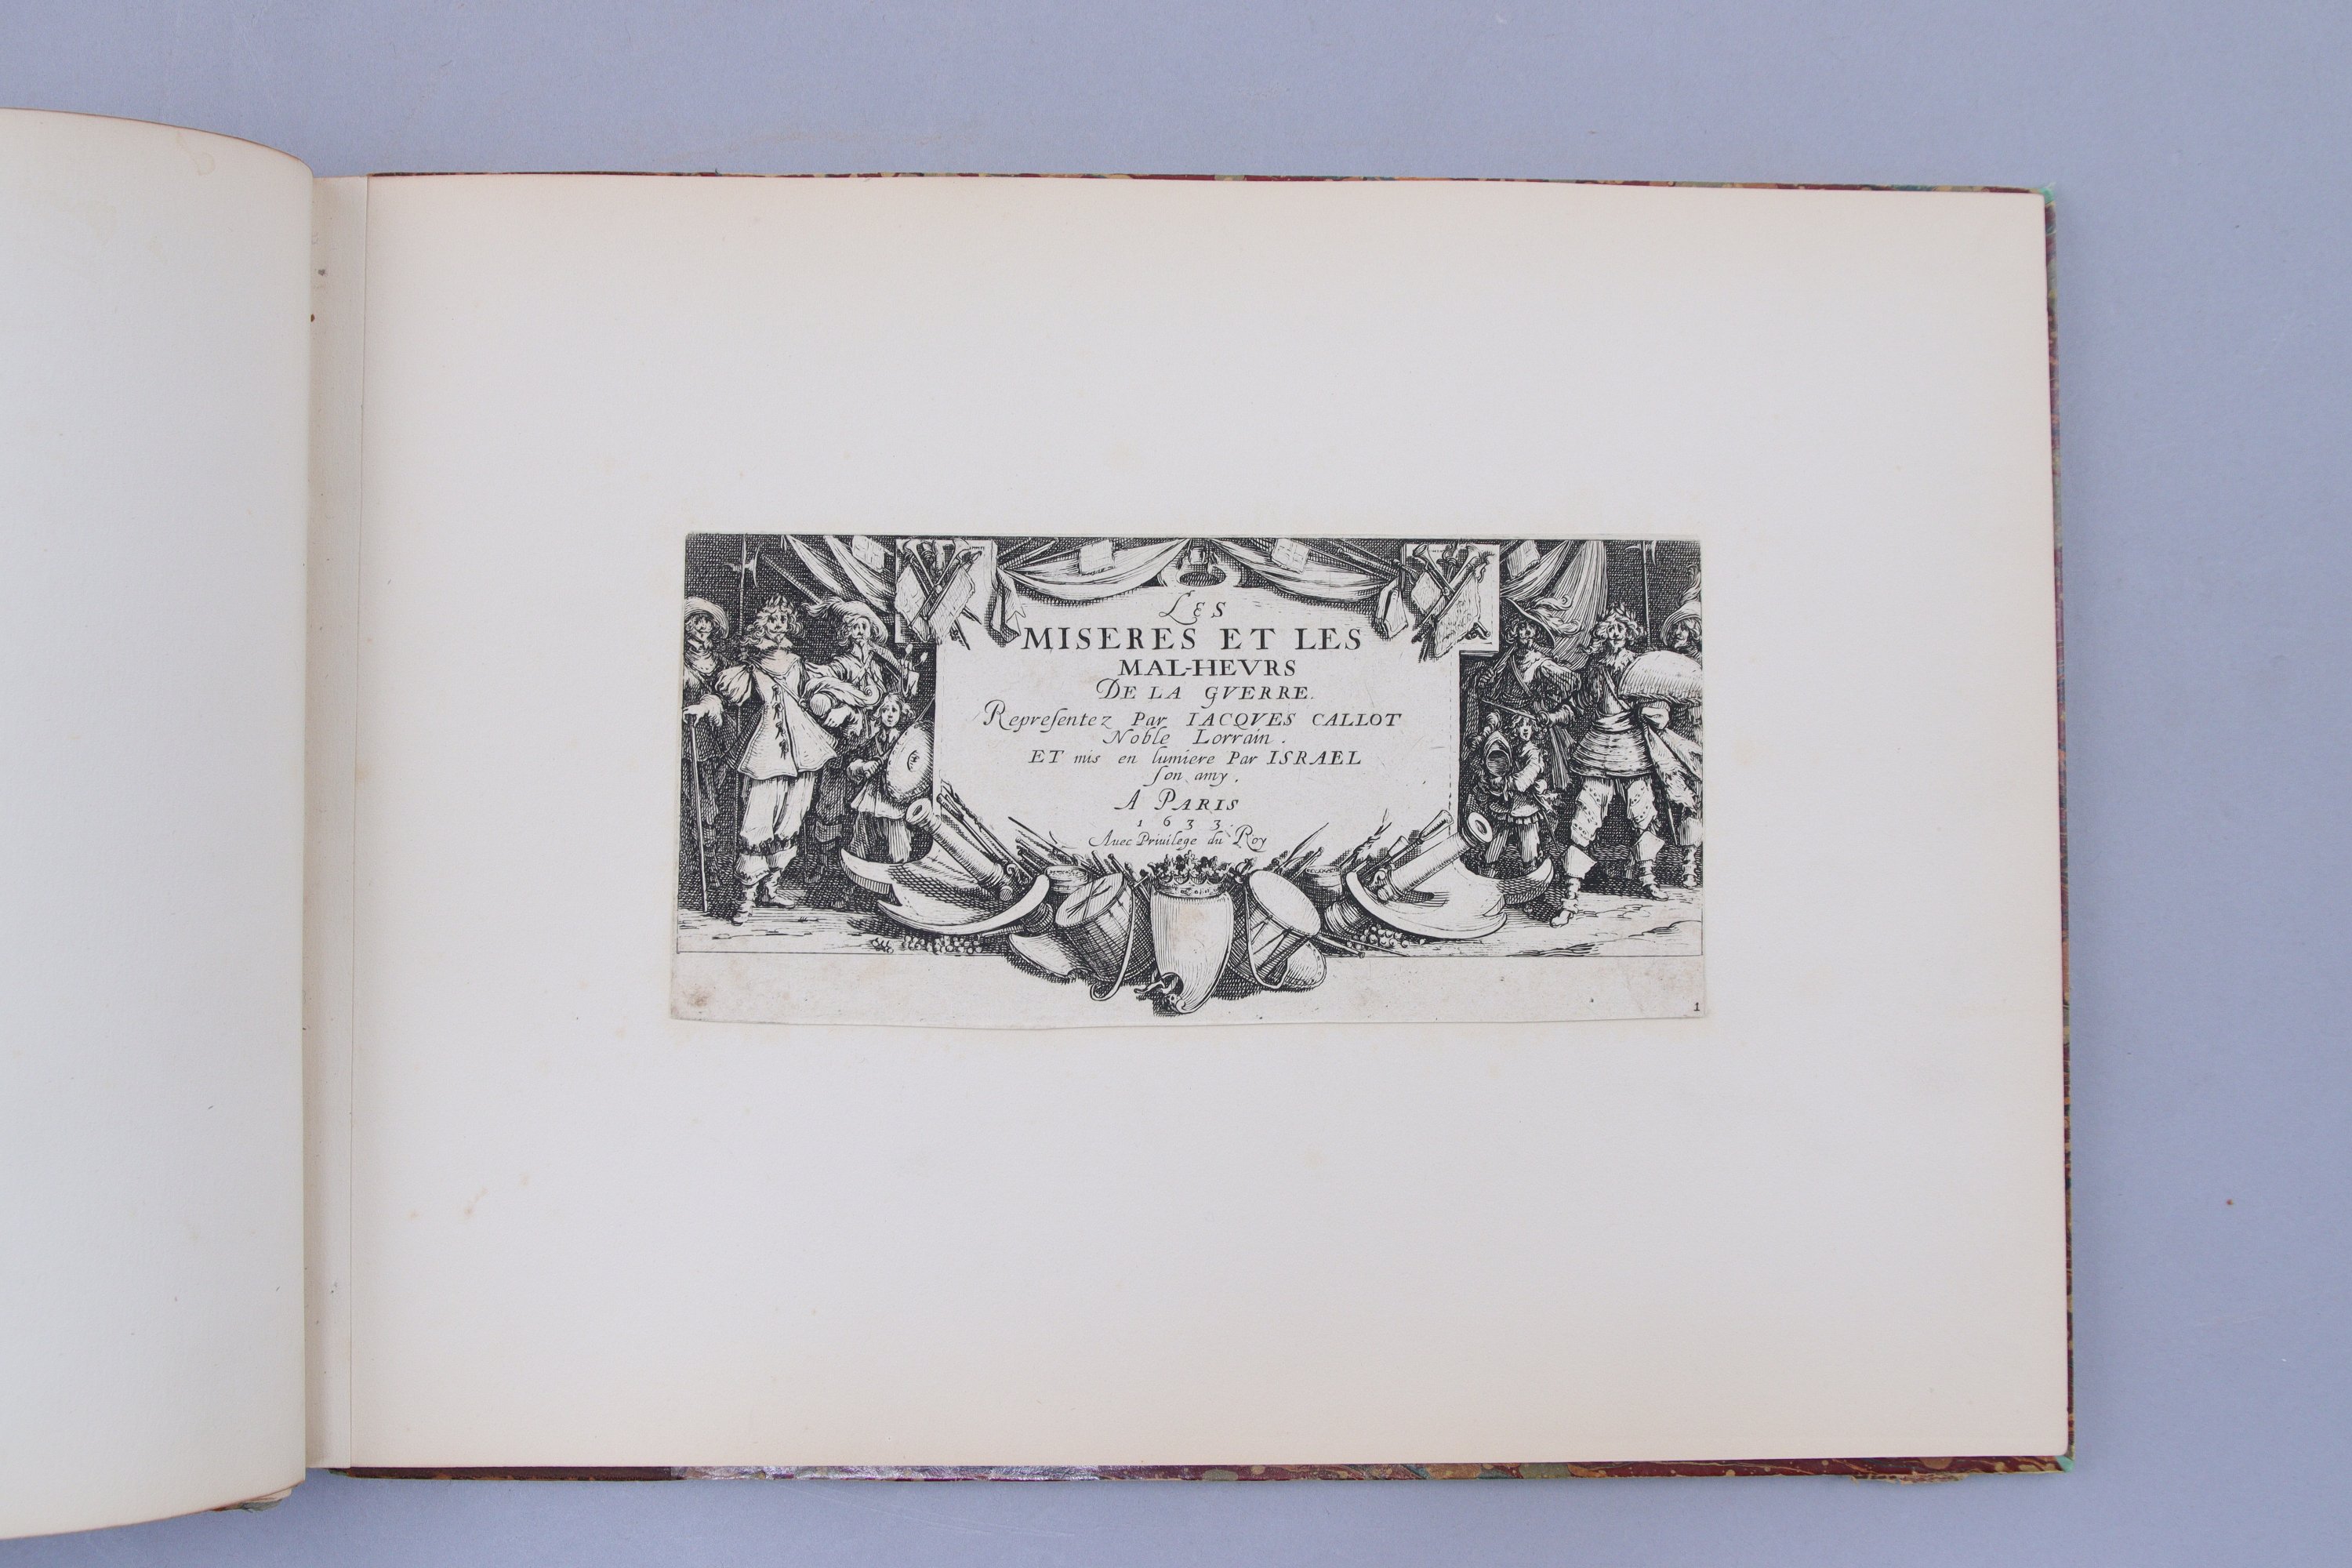 LES
MISERES ET LES
MAL-HEVRS
DE LA GVERRE.
Repreſentez Par IACQVES CALLOT
Noble Lorrain.
ET mis en lumiere Par ISRAEL
ſon amy.
A PARIS
1633.
Auec Priuilege du Roy
1